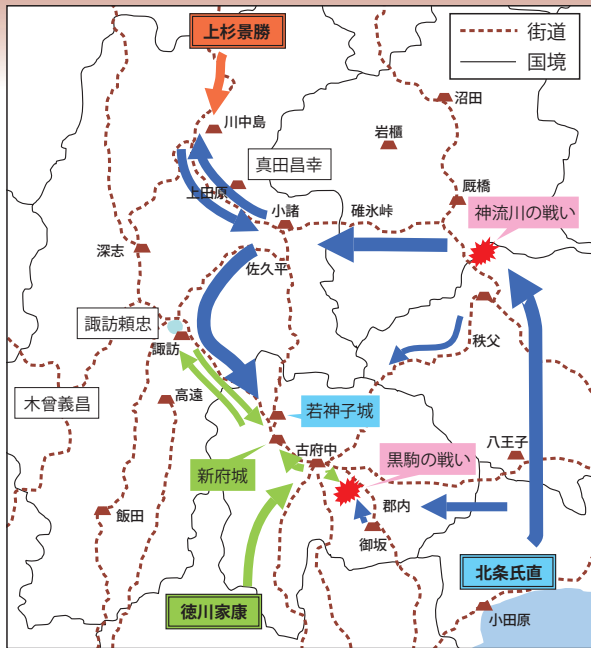 上杉景勝
街道
国境
沼田
川中島
岩櫃
真田昌幸
上田原
厩橋
小諸
碓氷峠
神流川の戦い
深志
佐久平
諏訪頼忠
諏訪
秩父
木曾義昌
高遠
若神子城
古府中
黒駒の戦い
八王子
新府城
郡内
飯田
御坂
北条氏直
徳川家康
小田原